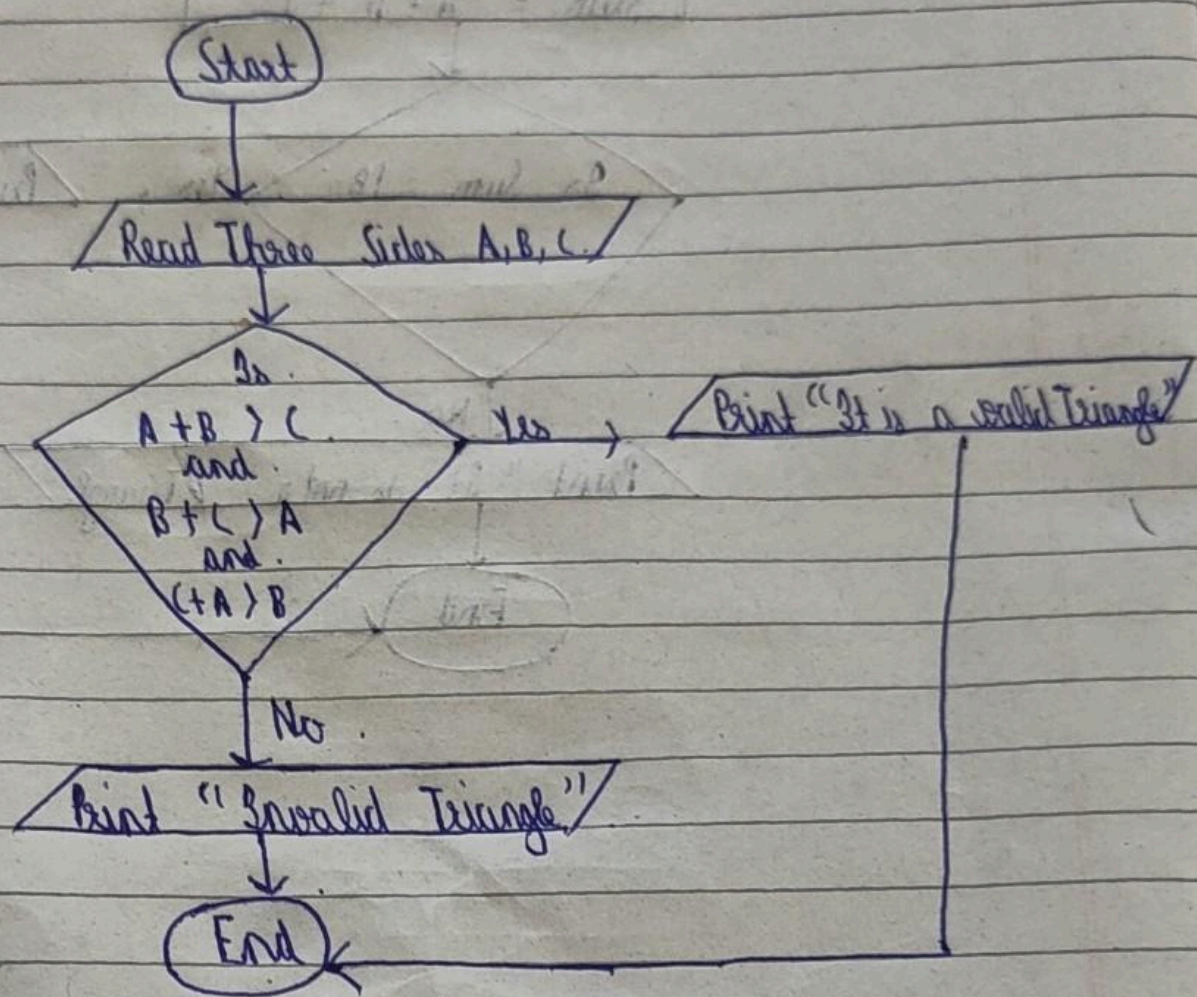 Start
Read Three Sides A, B, C.
Is.
A + B > C.
and.
B + C > A
and.
C + A > B
Yes
Print "It is a valid Triangle"
No.
Print "Invalid Triangle"
End